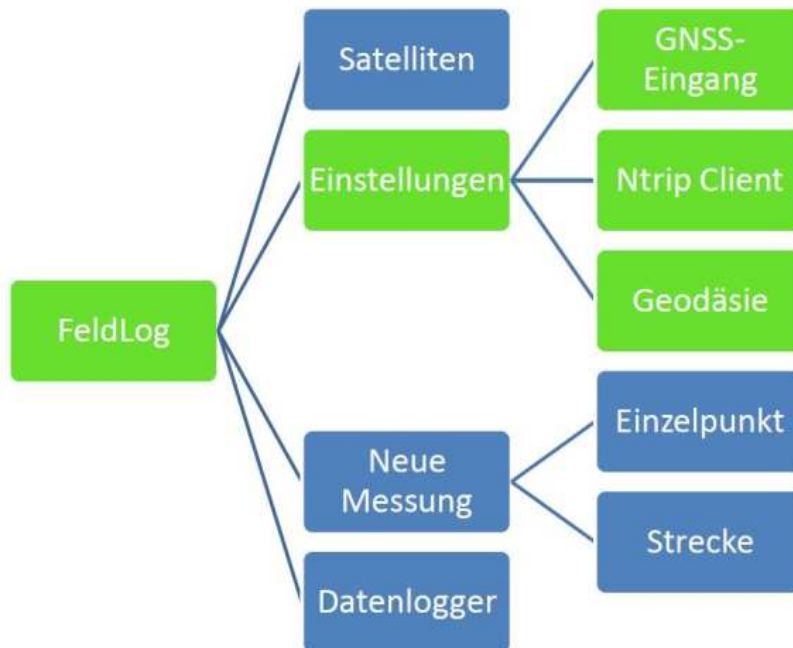 FeldLog
Satelliten
Einstellungen
GNSS-
Eingang
Ntrip Client
Geodäsie
Neue
Messung
Einzelpunkt
Strecke
Datenlogger